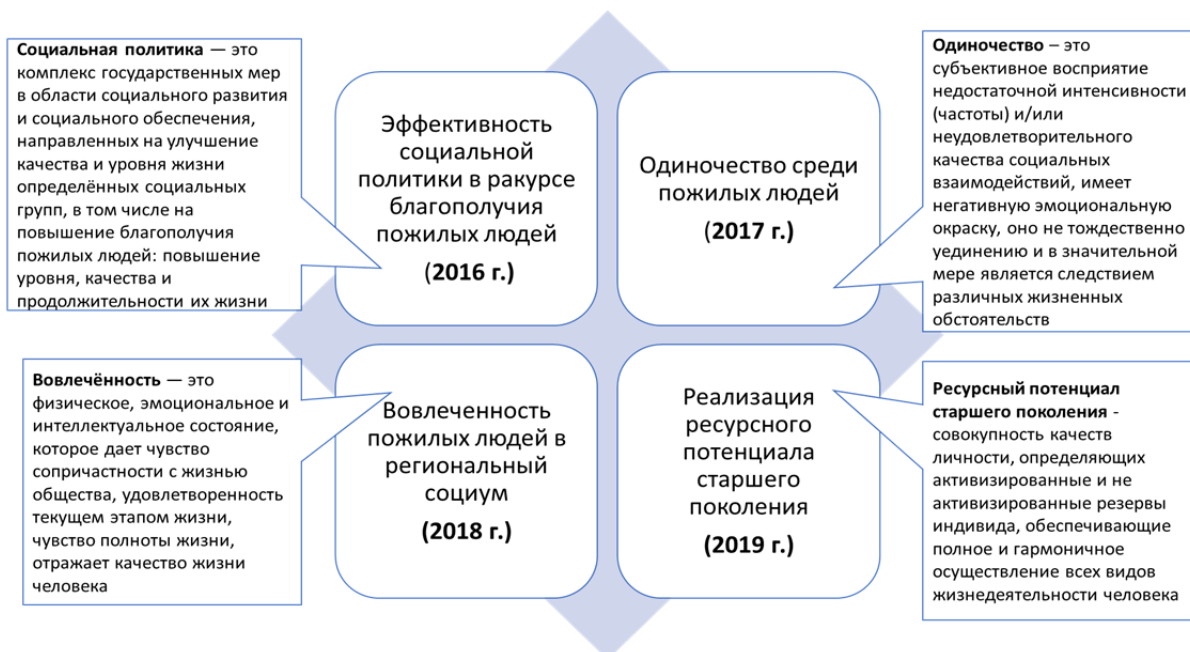 Социальная политика — это
комплекс государственных мер
в области социального развития
и социального обеспечения,
направленных на улучшение
качества и уровня жизни
определённых социальных
групп, в том числе на
повышение благополучия
пожилых людей: повышение
уровня, качества и
продолжительности их жизни
Эффективность
социальной
политики в ракурсе
благополучия
пожилых людей
(2016 г.)
Одиночество среди
пожилых людей
(2017 г.)
Одиночество – это
субъективное восприятие
недостаточной интенсивности
(частоты) и/или
неудовлетворительного
качества социальных
взаимодействий, имеет
негативную эмоциональную
окраску, оно не тождественно
уединению и в значительной
мере является следствием
различных жизненных
обстоятельств
Вовлечённость — это
физическое, эмоциональное и
интеллектуальное состояние,
которое дает чувство
сопричастности с жизнью
общества, удовлетворенность
текущем этапом жизни,
чувство полноты жизни,
отражает качество жизни
человека
Вовлеченность
пожилых людей в
региональный
социум
(2018 г.)
Реализация
ресурсного
потенциала
старшего
поколения
(2019 г.)
Ресурсный потенциал
старшего поколения -
совокупность качеств
личности, определяющих
активизированные и не
активизированные резервы
индивида, обеспечивающие
полное и гармоничное
осуществление всех видов
жизнедеятельности человека